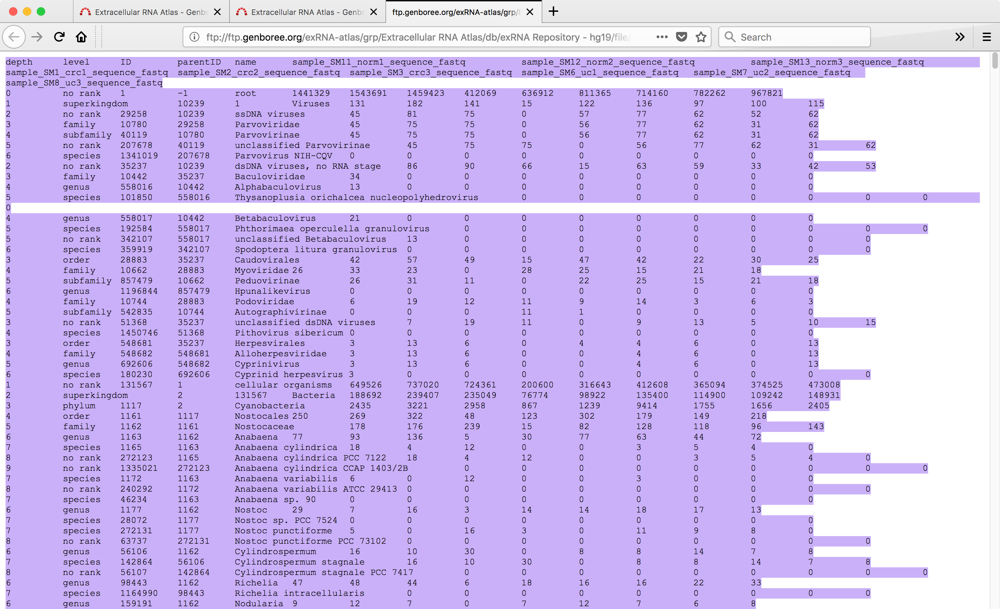 Extracellular RNA Atlas - Genbo
Extracellular RNA Atlas - Genbo
ftp.genboree.org/exRNA-atlas/grp/E
ftp://ftp.genboree.org/exRNA-atlas/grp/Extracellular RNA Atlas/db/exRNA Repository - hg19/file/
Search
depth level ID parentID name sample_SM11_norm1_sequence_fastq sample_SM12_norm2_sequence_fastq sample_SM13_norm3_sequence_fastq
sample_SM1_crc1_sequence_fastq sample_SM2_crc2_sequence_fastq sample_SM3_crc3_sequence_fastq sample_SM6_uc1_sequence_fastq sample_SM7_uc2_sequence_fastq
sample_SM8_uc3_sequence_fastq
0 no rank 1 -1 root 1441329 1543691 1459423 412069 636912 811365 714160 782262 967821
1 superkingdom 10239 1 Viruses 131 182 141 15 122 136 97 100 115
2 no rank 29258 10239 ssDNA viruses 45 81 75 0 57 77 62 52 62
3 family 10780 29258 Parvoviridae 45 75 75 0 56 77 62 31 62
4 subfamily 40119 10780 Parvovirinae 45 75 75 0 56 77 62 31 62
5 no rank 207678 40119 unclassified Parvovirinae 45 75 75 0 56 77 62 31 62
6 species 1341019 207678 Parvovirus NIH-CQV 0 0 0 0 0 0 0 0 0
2 no rank 35237 10239 dsDNA viruses, no RNA stage 86 90 66 15 63 59 33 42 53
3 family 10442 35237 Baculoviridae 34 0 0 0 0 0 0 0 0
4 genus 558016 10442 Alphabaculovirus 13 0 0 0 0 0 0 0 0
5 species 101850 558016 Thysanoplusia orichalcea nucleopolyhedrovirus 0 0 0 0 0 0 0 0
0
4 genus 558017 10442 Betabaculovirus 21 0 0 0 0 0 0 0 0
5 species 192584 558017 Phthorimaea operculella granulovirus 0 0 0 0 0 0 0 0 0
5 no rank 342107 558017 unclassified Betabaculovirus 13 0 0 0 0 0 0 0 0
6 species 359919 342107 Spodoptera litura granulovirus 0 0 0 0 0 0 0 0 0
3 order 28883 35237 Caudovirales 42 57 49 15 47 42 22 30 25
4 family 10662 28883 Myoviridae 26 33 23 0 28 25 15 21 18
5 subfamily 857479 10662 Peduovirinae 26 31 11 0 22 25 15 21 18
6 genus 1196844 857479 Hpunalikevirus 0 0 0 0 0 0 0 0 0
4 family 10744 28883 Podoviridae 6 19 12 11 9 14 3 6 3
5 subfamily 542835 10744 Autographivirinae 0 0 0 11 1 0 0 0 0
3 no rank 51368 35237 unclassified dsDNA viruses 7 19 11 0 9 13 5 10 15
4 species 1450746 51368 Pithovirus sibericum 0 0 0 0 0 0 0 0 0
3 order 548681 35237 Herpesvirales 3 13 6 0 4 4 6 0 13
4 family 548682 548681 Alloherpesviridae 3 13 6 0 0 4 6 0 13
5 genus 692606 548682 Cyprinivirus 3 13 6 0 0 4 6 0 13
6 species 180230 692606 Cyprinid herpesvirus 3 0 0 0 0 0 0 0 0 0
1 no rank 131567 1 cellular organisms 649526 737020 724361 200600 316643 412608 365094 374525 473008
2 superkingdom 2 131567 Bacteria 188692 239407 235049 76774 98922 135400 114900 109242 148931
3 phylum 1117 2 Cyanobacteria 2435 3221 2958 867 1239 9414 1755 1656 2405
4 order 1161 1117 Nostocales 250 269 322 48 123 302 179 149 218
5 family 1162 1161 Nostocaceae 178 176 239 15 82 128 118 96 143
6 genus 1163 1162 Anabaena 77 93 136 5 30 77 63 44 72
7 species 1165 1163 Anabaena cylindrica 18 4 12 0 0 3 5 4 0
8 no rank 272123 1165 Anabaena cylindrica PCC 7122 18 4 12 0 0 3 5 4 0
9 no rank 1335021 272123 Anabaena cylindrica CCAP 1403/2B 0 0 0 0 0 0 0 0 0
7 species 1172 1163 Anabaena variabilis 6 0 12 0 0 3 0 0 0
8 no rank 240292 1172 Anabaena variabilis ATCC 29413 0 0 0 0 0 0 0 0 0
7 species 46234 1163 Anabaena sp. 90 0 0 0 0 0 0 0 0 0
6 genus 1177 1162 Nostoc 29 7 16 3 14 14 18 17 13
7 species 28072 1177 Nostoc sp. PCC 7524 0 0 0 0 0 0 0 0 0
7 species 272131 1177 Nostoc punctiforme 5 0 16 3 0 11 9 8 0
8 no rank 63737 272131 Nostoc punctiforme PCC 73102 0 0 0 0 0 0 0 0 0
6 genus 56106 1162 Cylindrospermum 16 10 30 0 8 8 14 7 8
7 species 142864 56106 Cylindrospermum stagnale 16 10 30 0 8 8 14 7 8
8 no rank 56107 142864 Cylindrospermum stagnale PCC 7417 0 0 0 0 0 0 0 0 0
6 genus 98443 1162 Richelia 47 48 44 6 18 16 16 22 33
7 species 1164990 98443 Richelia intracellularis 0 0 0 0 0 0 0 0 0
6 genus 159191 1162 Nodularia 9 12 7 0 7 12 7 6 8